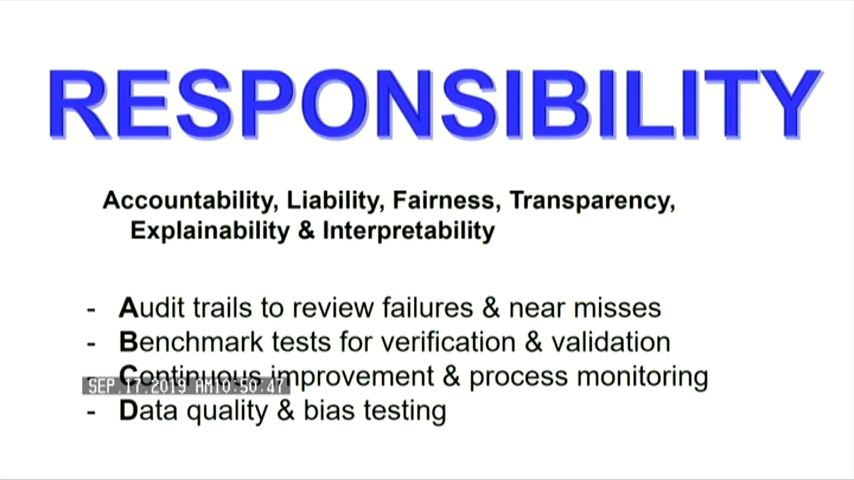 RESPONSIBILITY
Accountability, Liability, Fairness, Transparency,
Explainability & Interpretability
- Audit trails to review failures & near misses
- Benchmark tests for verification & validation
- Continuous improvement & process monitoring
SEP.17.2019 AM10:50:47
- Data quality & bias testing